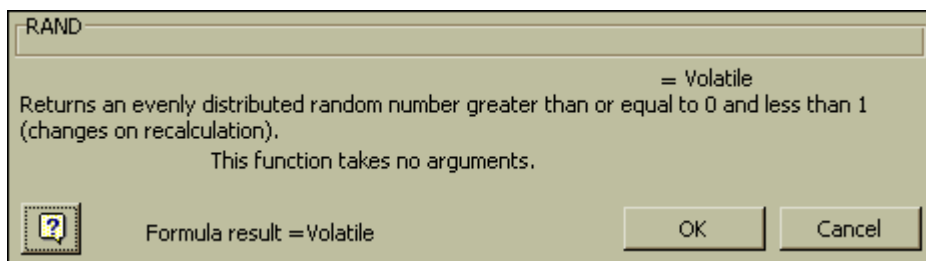 RAND
= Volatile
Returns an evenly distributed random number greater than or equal to 0 and less than 1
(changes on recalculation).
This function takes no arguments.
?
Formula result =Volatile
OK
Cancel